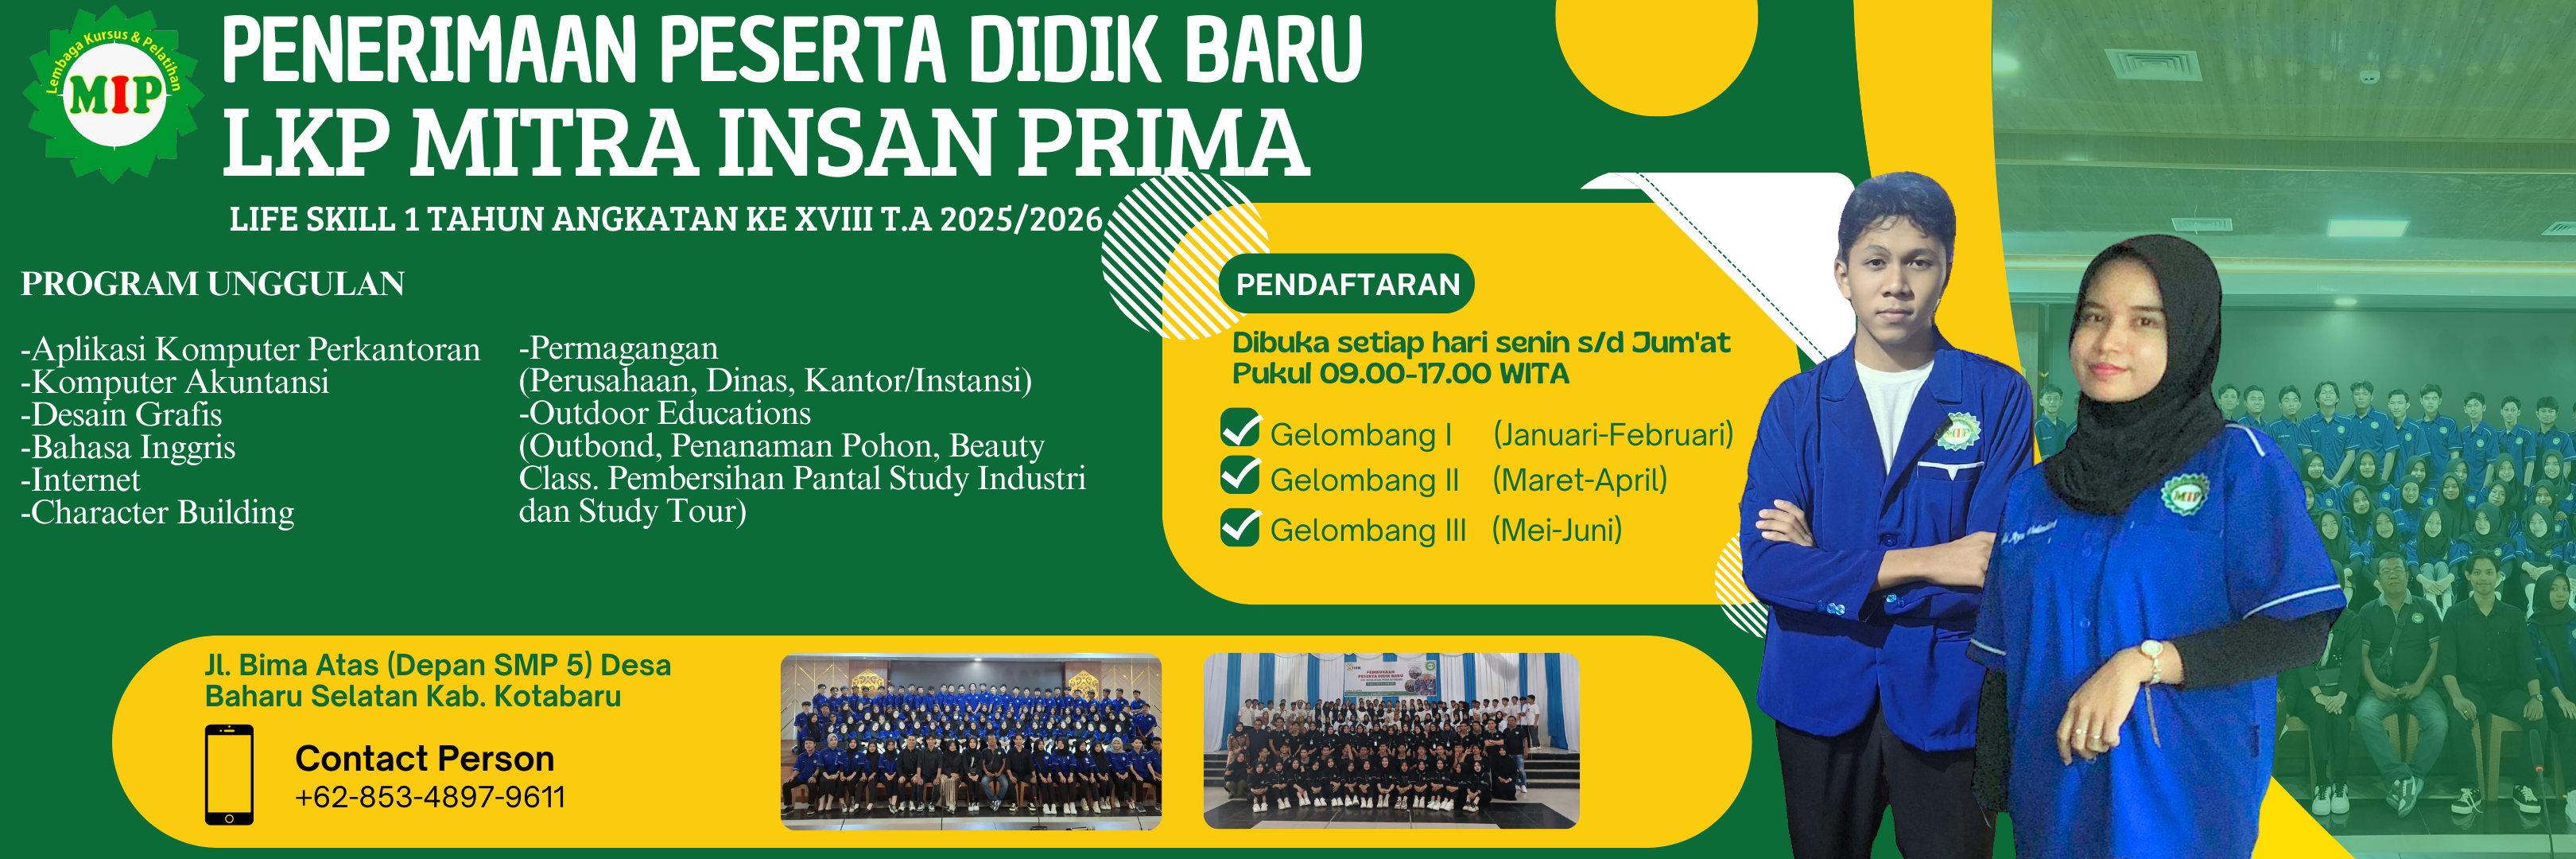 Lembaga Kursus & Pelatihan
MIP
PENERIMAAN PESERTA DIDIK BARU
LKP MITRA INSAN PRIMA
LIFE SKILL 1 TAHUN ANGKATAN KE XVIII T.A 2025/2026
PROGRAM UNGGULAN
-Aplikasi Komputer Perkantoran
-Komputer Akuntansi
-Desain Grafis
-Bahasa Inggris
-Internet
-Character Building
-Permagangan
(Perusahaan, Dinas, Kantor/Instansi)
-Outdoor Educations
(Outbond, Penanaman Pohon, Beauty
Class. Pembersihan Pantal Study Industri
dan Study Tour)
PENDAFTARAN
Dibuka setiap hari senin s/d Jum'at
Pukul 09.00-17.00 WITA
Gelombang I (Januari-Februari)
Gelombang II (Maret-April)
Gelombang III (Mei-Juni)
MIP
MIP
Jl. Bima Atas (Depan SMP 5) Desa
Baharu Selatan Kab. Kotabaru
Contact Person
+62-853-4897-9611
PESERTA DIDIK BARU